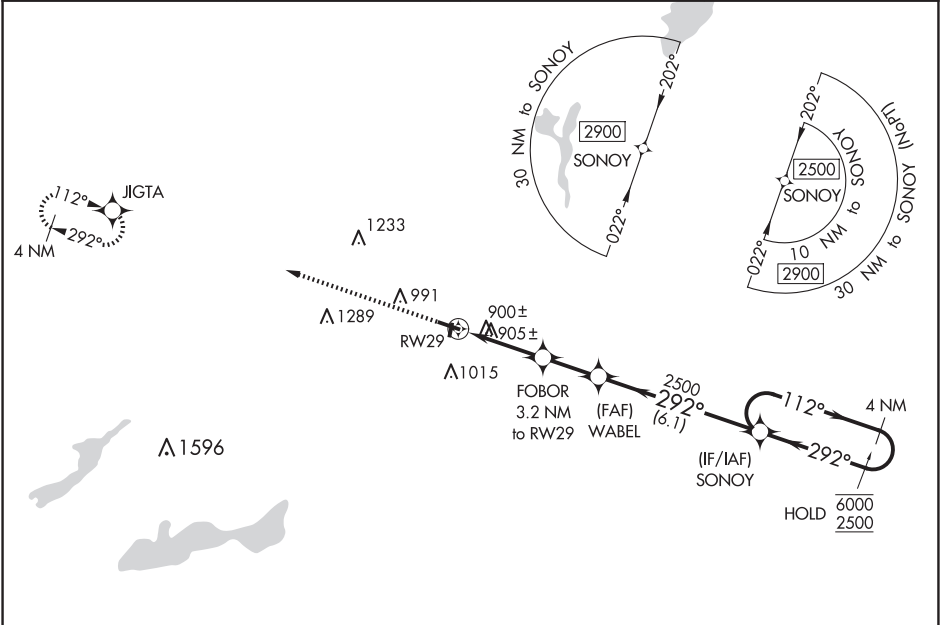 30 NM to SONOY
202°
2900
SONOY
022°
202°
30 NM to SONOY (NoPT)
10 NM to SONOY
2500
SONOY
2900
022°
JIGTA
112°
292°
4 NM
1233
991
1289
RW29
900±
905±
1015
FOBOR
3.2 NM
to RW29
(FAF)
WABEL
2500
292°
(6.1)
112°
4 NM
292°
(IF/IAF)
SONOY
HOLD
6000
2500
1596